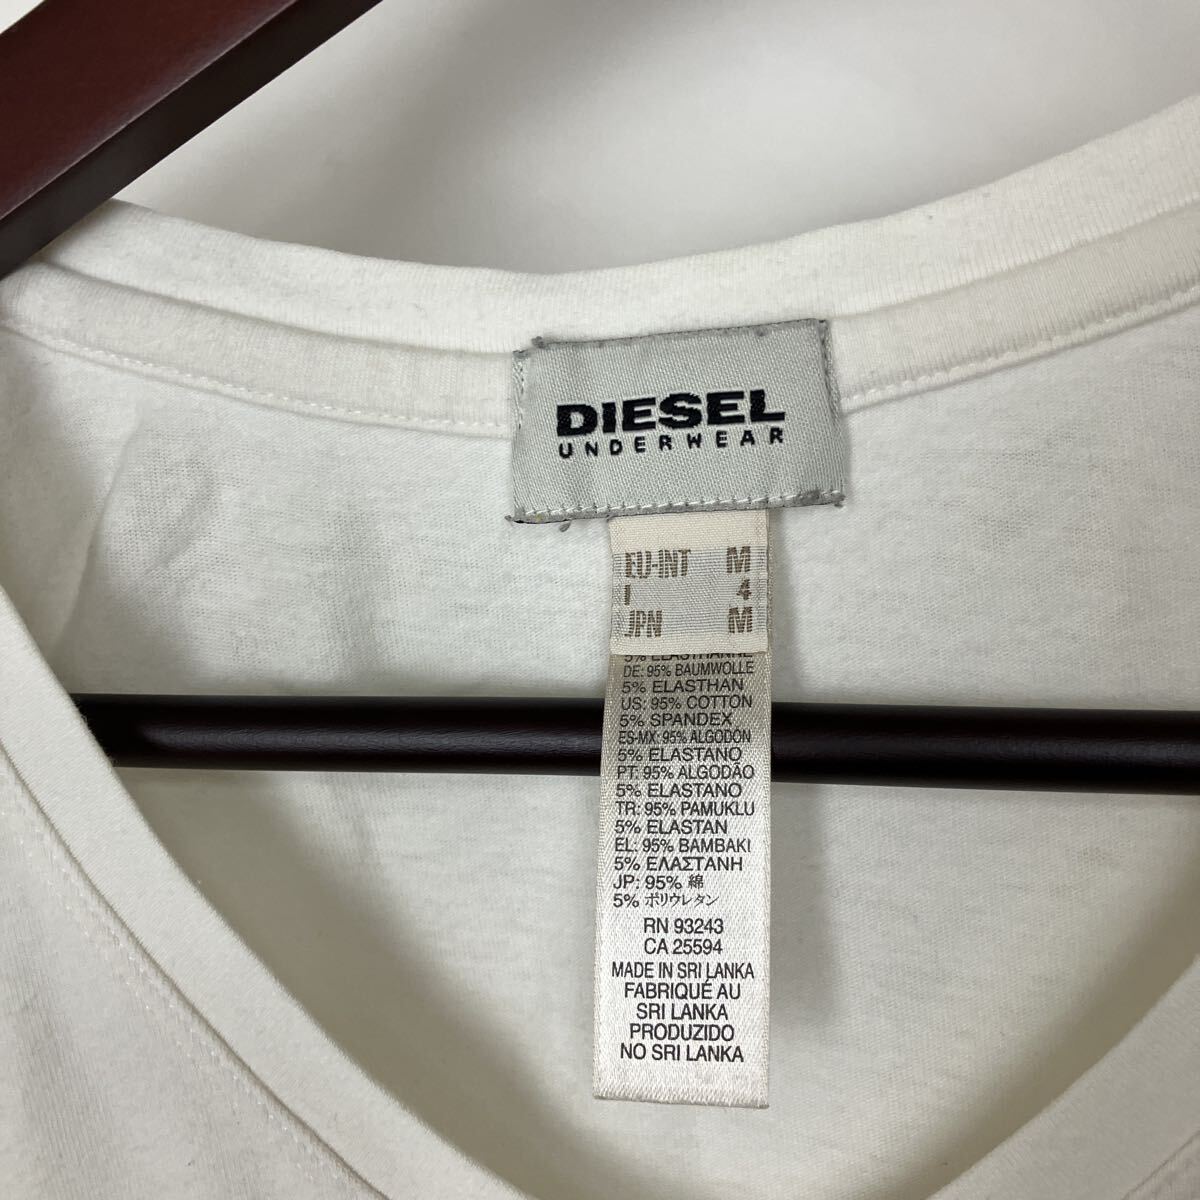 DIESEL
UNDERWEAR
EU-INT M
I 4
JPN M
5% ELASTHANNE
DE: 95% BAUMWOLLE
5% ELASTHAN
US: 95% COTTON
5% SPANDEX
ES-MX: 95% ALGODON
5% ELASTANO
PT: 95% ALGODÃO
5% ELASTANO
TR: 95% PAMUKLU
5% ELASTAN
EL: 95% BAMBAKI
5% ΕΛΑΣΤΑΝΗ
JP: 95% 綿
5% ポリウレタン
RN 93243
CA 25594
MADE IN SRI LANKA
FABRIQUÉ AU
SRI LANKA
PRODUZIDO
NO SRI LANKA